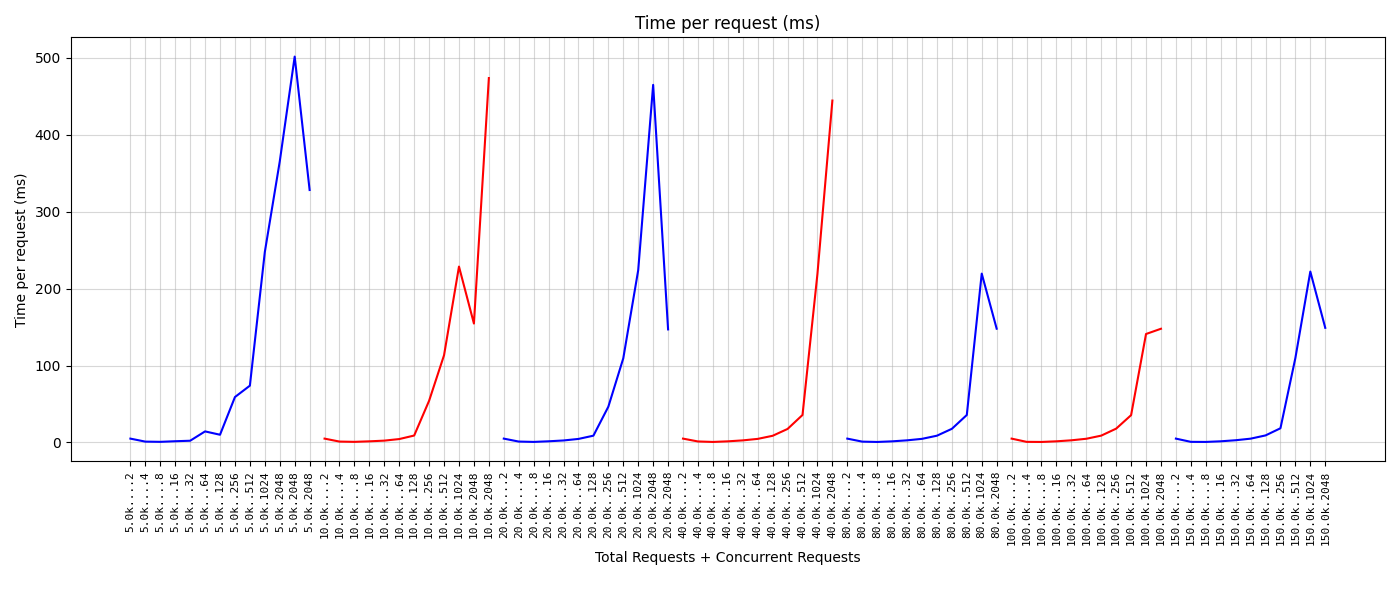 Time per request (ms)
Time per request (ms)
500
400
300
200
100
0
5.0k....2
5.0k....4
5.0k....8
5.0k...16
5.0k...32
5.0k...64
5.0k..128
5.0k..256
5.0k..512
5.0k.1024
5.0k.2048
5.0k.2048
5.0k.2048
10.0k....2
10.0k....4
10.0k....8
10.0k...16
10.0k...32
10.0k...64
10.0k..128
10.0k..256
10.0k..512
10.0k.1024
10.0k.2048
10.0k.2048
20.0k....2
20.0k....4
20.0k....8
20.0k...16
20.0k...32
20.0k...64
20.0k..128
20.0k..256
20.0k..512
20.0k.1024
20.0k.2048
20.0k.2048
40.0k....2
40.0k....4
40.0k....8
40.0k...16
40.0k...32
40.0k...64
40.0k..128
40.0k..256
40.0k..512
40.0k.1024
40.0k.2048
80.0k....2
80.0k....4
80.0k....8
80.0k...16
80.0k...32
80.0k...64
80.0k..128
80.0k..256
80.0k..512
80.0k.1024
80.0k.2048
100.0k....2
100.0k....4
100.0k....8
100.0k...16
100.0k...32
100.0k...64
100.0k..128
100.0k..256
100.0k..512
100.0k.1024
100.0k.2048
150.0k....2
150.0k....4
150.0k....8
150.0k...16
150.0k...32
150.0k...64
150.0k..128
150.0k..256
150.0k..512
150.0k.1024
150.0k.2048
Total Requests + Concurrent Requests